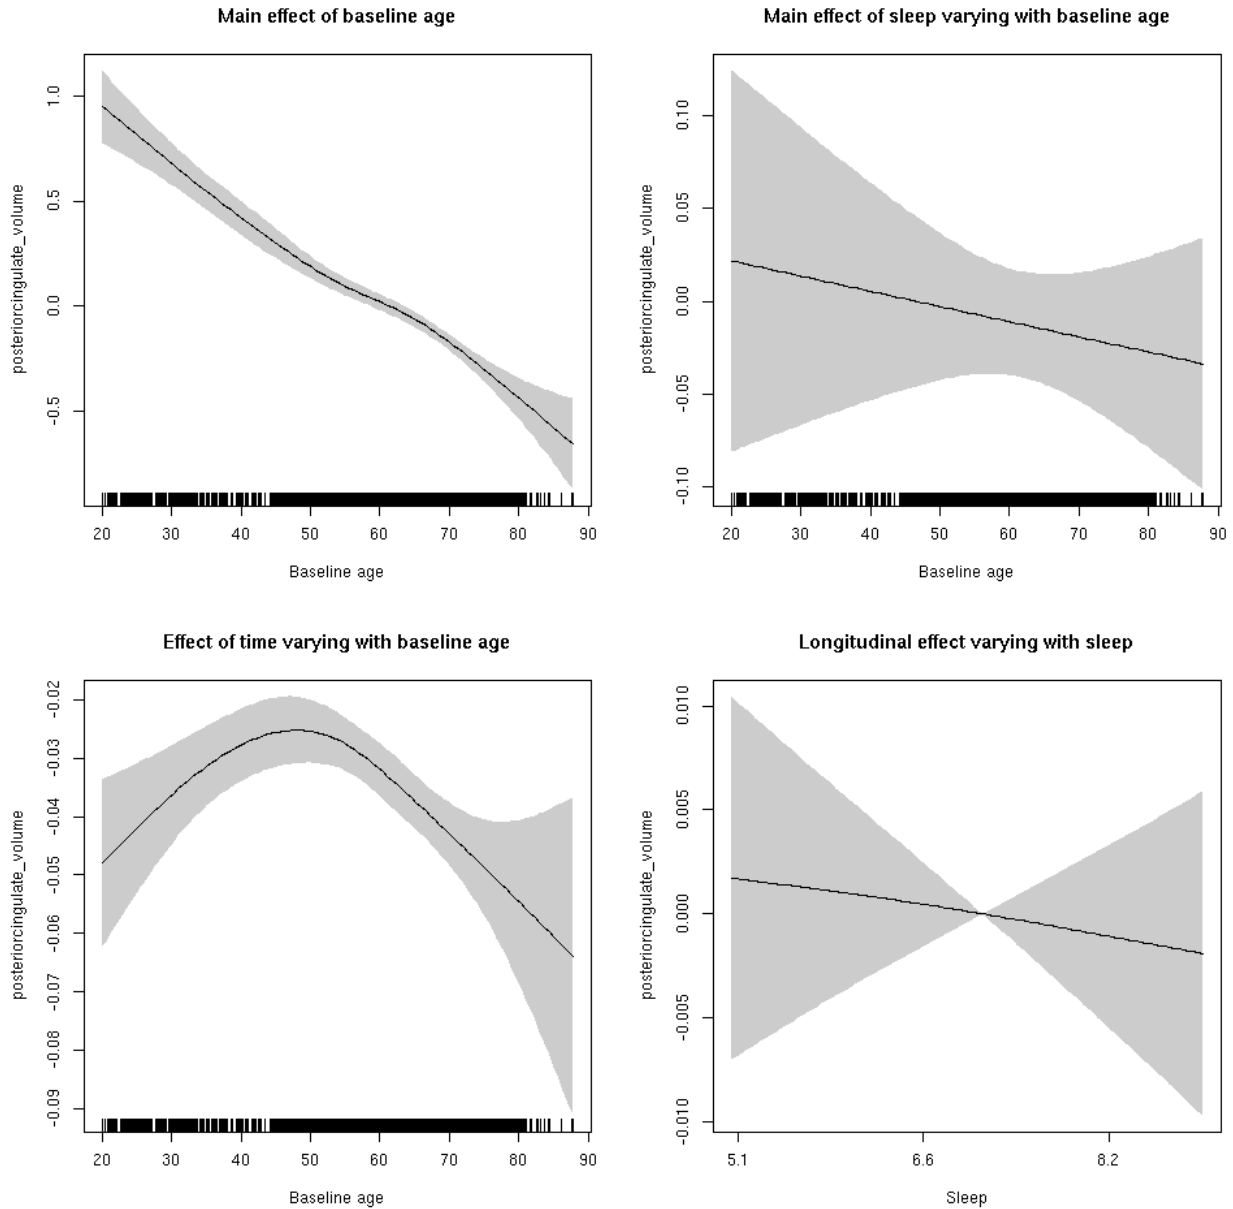 Main effect of baseline age
posteriorcingulate_volume
1.0
0.5
0.0
-0.5
20 30 40 50 60 70 80 90
Baseline age
Main effect of sleep varying with baseline age
posteriorcingulate_volume
0.10
0.05
0.00
-0.05
-0.10
20 30 40 50 60 70 80 90
Baseline age
Effect of time varying with baseline age
posteriorcingulate_volume
-0.02
-0.03
-0.04
-0.05
-0.06
-0.07
-0.08
-0.09
20 30 40 50 60 70 80 90
Baseline age
Longitudinal effect varying with sleep
posteriorcingulate_volume
0.010
0.005
0.000
-0.005
-0.010
5.1 6.6 8.2
Sleep